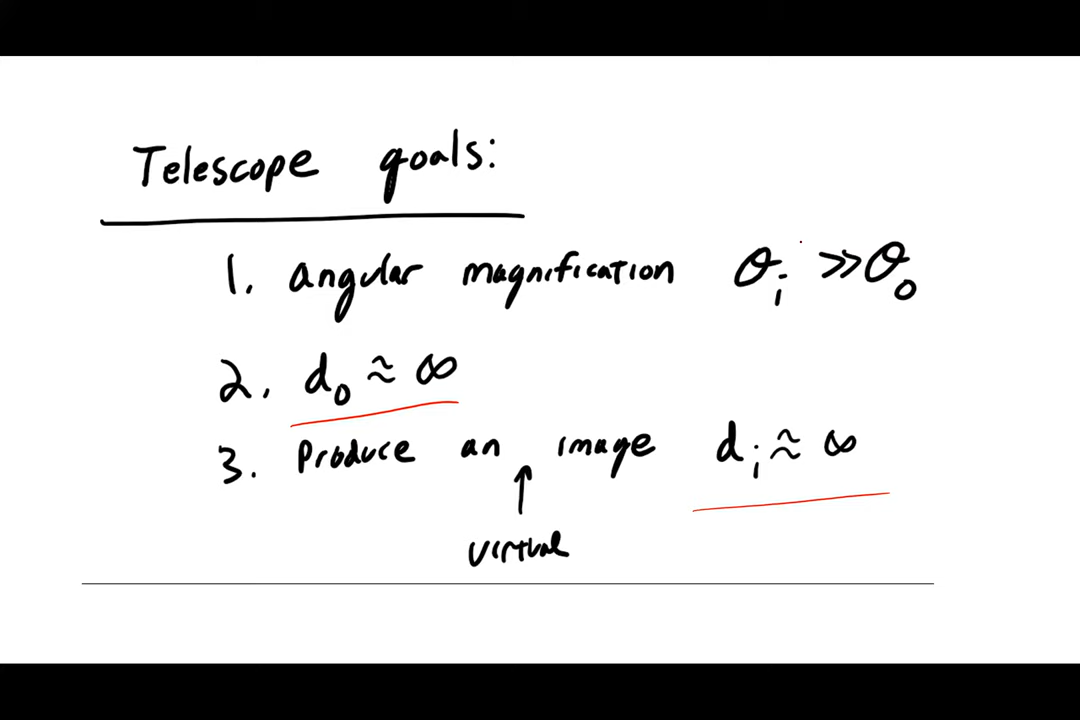 Telescope goals:
1. angular magnification θi >> θo
2. do ≈ ∞
3. Produce an image di ≈ ∞
↑
virtual